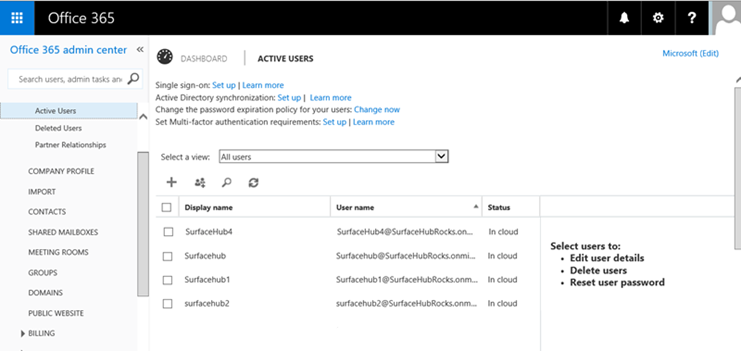 Office 365
Office 365 admin center «
Search users, admin tasks and
Active Users
Deleted Users
Partner Relationships
COMPANY PROFILE
IMPORT
CONTACTS
SHARED MAILBOXES
MEETING ROOMS
GROUPS
DOMAINS
PUBLIC WEBSITE
BILLING
DASHBOARD ACTIVE USERS
Microsoft (Edit)
Single sign-on: Set up | Learn more
Active Directory synchronization: Set up | Learn more
Change the password expiration policy for your users: Change now
Set Multi-factor authentication requirements: Set up | Learn more
Select a view: All users
Display name User name Status
SurfaceHub4 SurfaceHub4@SurfaceHubRocks.on... In cloud
Surfacehub Surfacehub@SurfaceHubRocks.onmi... In cloud
Surfacehub1 Surfacehub1@SurfaceHubRocks.onm... In cloud
surfacehub2 surfacehub2@SurfaceHubRocks.onm... In cloud
Select users to:
• Edit user details
• Delete users
• Reset user password